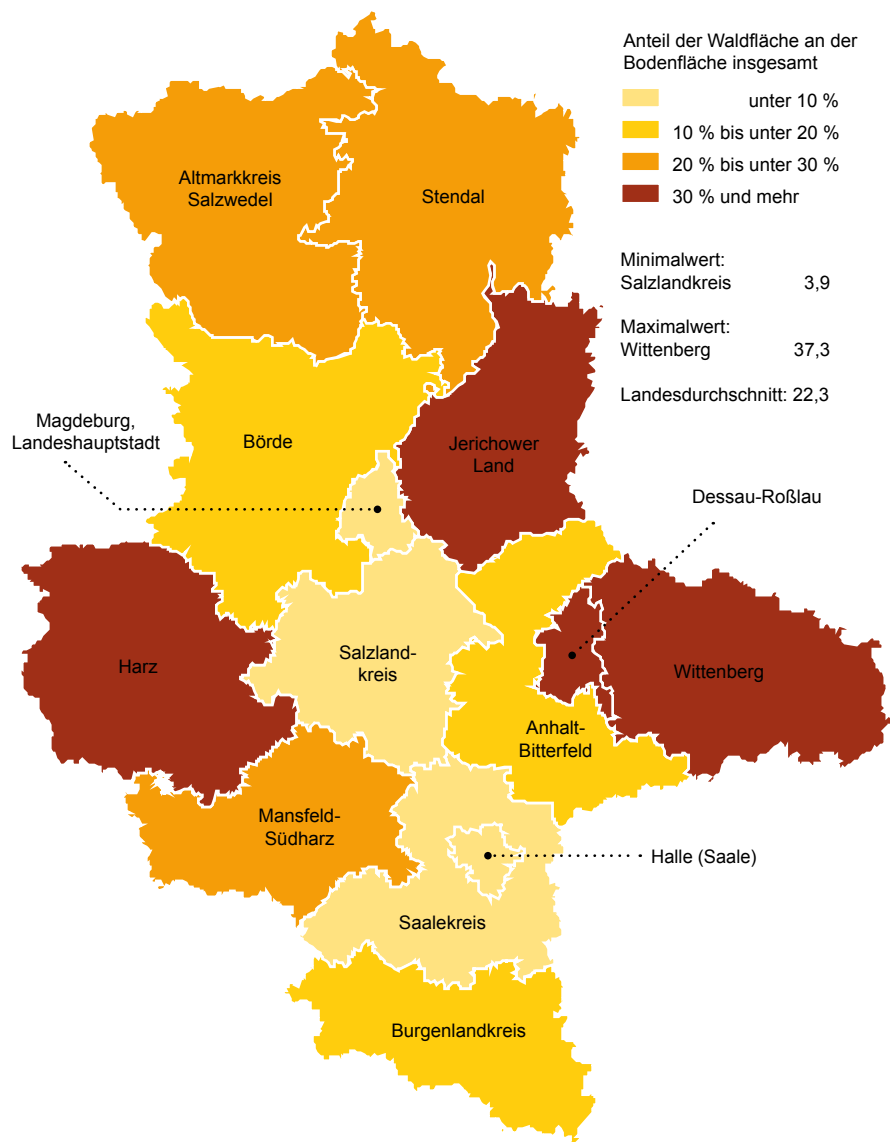 Anteil der Waldfläche an der
Bodenfläche insgesamt
unter 10 %
10 % bis unter 20 %
20 % bis unter 30 %
30 % und mehr
Minimalwert:
Salzlandkreis 3,9
Maximalwert:
Wittenberg 37,3
Landesdurchschnitt: 22,3
Altmarkkreis
Salzwedel
Stendal
Magdeburg,
Landeshauptstadt
Börde
Jerichower
Land
Dessau-Roßlau
Harz
Salzland-
kreis
Wittenberg
Anhalt-
Bitterfeld
Mansfeld-
Südharz
Halle (Saale)
Saalekreis
Burgenlandkreis